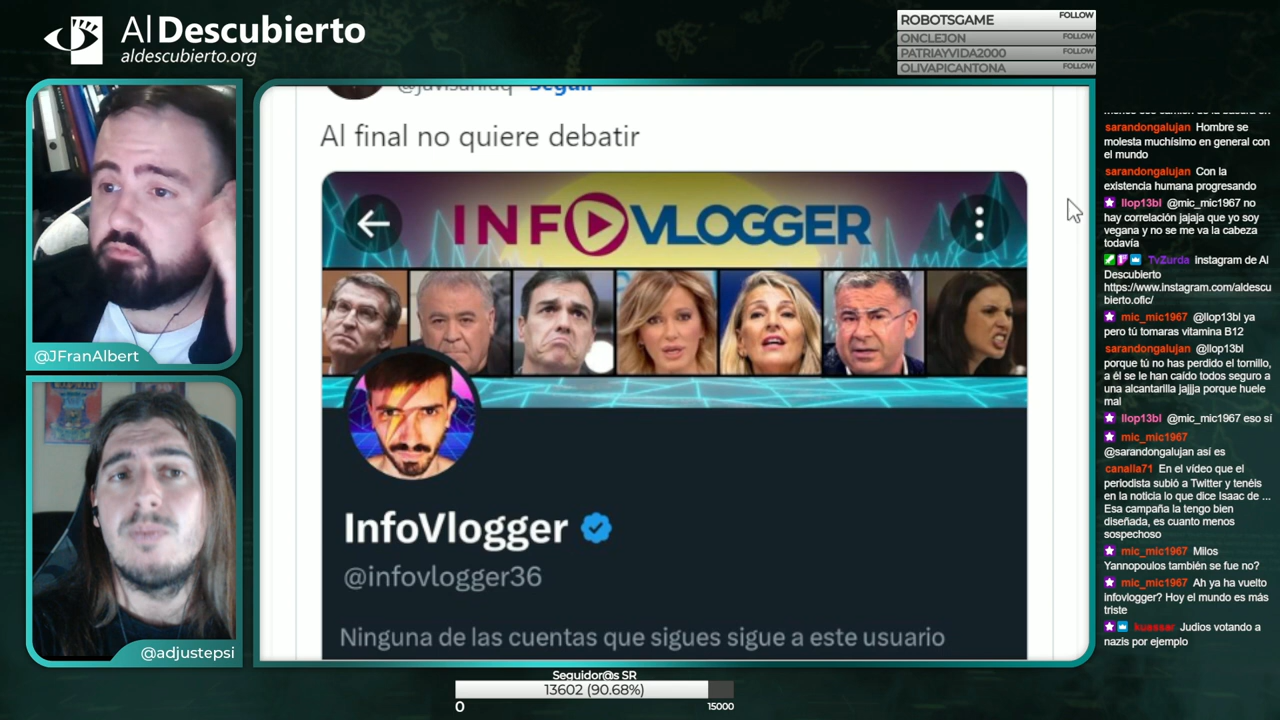 Al Descubierto
aldescubierto.org
ROBOTSGAME FOLLOW
ONCLEJON FOLLOW
PATRIAYVIDA2000 FOLLOW
OLIVAPICANTONA FOLLOW
@JFranAlbert
@adjustepsi
Seguir
Al final no quiere debatir
INFOVLOGGER
InfoVlogger
@infovlogger36
Ninguna de las cuentas que sigues sigue a este usuario
sarandongalujan Hombre se
molesta muchísimo en general con
el mundo
sarandongalujan Con la
existencia humana progresando
llop13bl @mic_mic1967 no
hay correlación jajaja que yo soy
vegana y no se me va la cabeza
todavía
TvZurda Instagram de Al
Descubierto
https://www.instagram.com/aldescu
bierto.ofic/
mic_mic1967 @llop13bl ya
pero tú tomaras vitamina B12
sarandongalujan @llop13bl
porque tú no has perdido el tornillo,
a él se le han caído todos seguro a
una alcantarilla jajjja porque huele
mal
llop13bl @mic_mic1967 eso sí
mic_mic1967
@sarandongalujan así es
canalla71 En el vídeo que el
periodista subió a Twitter y tenéis
en la noticia lo que dice Isaac de ...
Esa campaña la tengo bien
diseñada, es cuanto menos
sospechoso
mic_mic1967 Milos
Yannopoulos también se fue no?
mic_mic1967 Ah ya ha vuelto
infovlogger? Hoy el mundo es más
triste
kuassar Judios votando a
nazis por ejemplo
Seguidor@s SR
13602 (90.68%)
0 15000